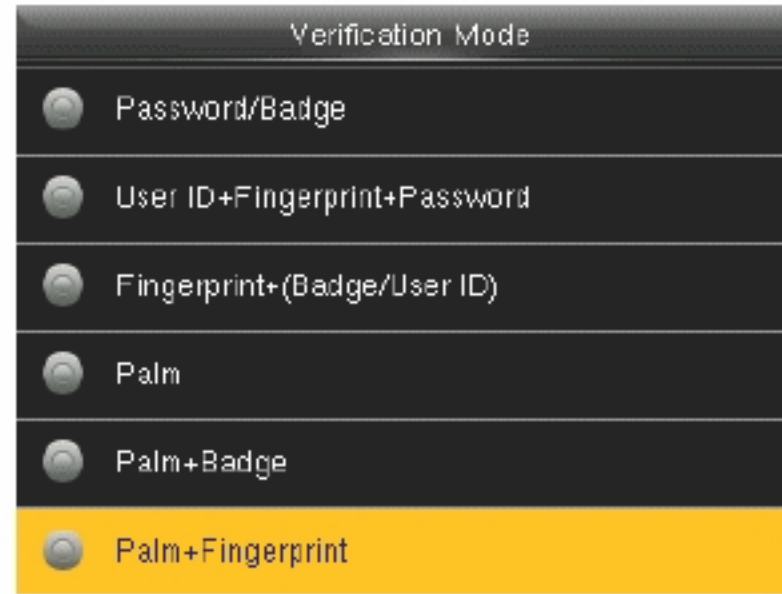 Verification Mode
Password/Badge
User ID+Fingerprint+Password
Fingerprint+(Badge/User ID)
Palm
Palm+Badge
Palm+Fingerprint